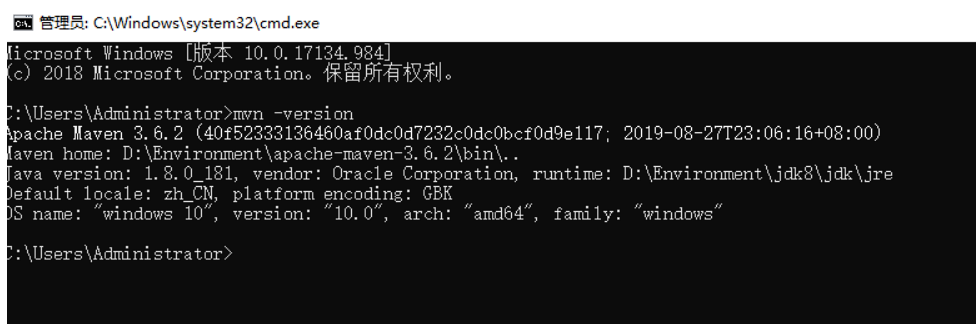 管理员: C:\Windows\system32\cmd.exe
Microsoft Windows [版本 10.0.17134.984]
(c) 2018 Microsoft Corporation。保留所有权利。
C:\Users\Administrator>mvn -version
Apache Maven 3.6.2 (40f52333136460af0dc0d7232c0dc0bcf0d9e117; 2019-08-27T23:06:16+08:00)
Maven home: D:\Environment\apache-maven-3.6.2\bin\..
Java version: 1.8.0_181, vendor: Oracle Corporation, runtime: D:\Environment\jdk8\jdk\jre
Default locale: zh_CN, platform encoding: GBK
OS name: "windows 10", version: "10.0", arch: "amd64", family: "windows"
C:\Users\Administrator>